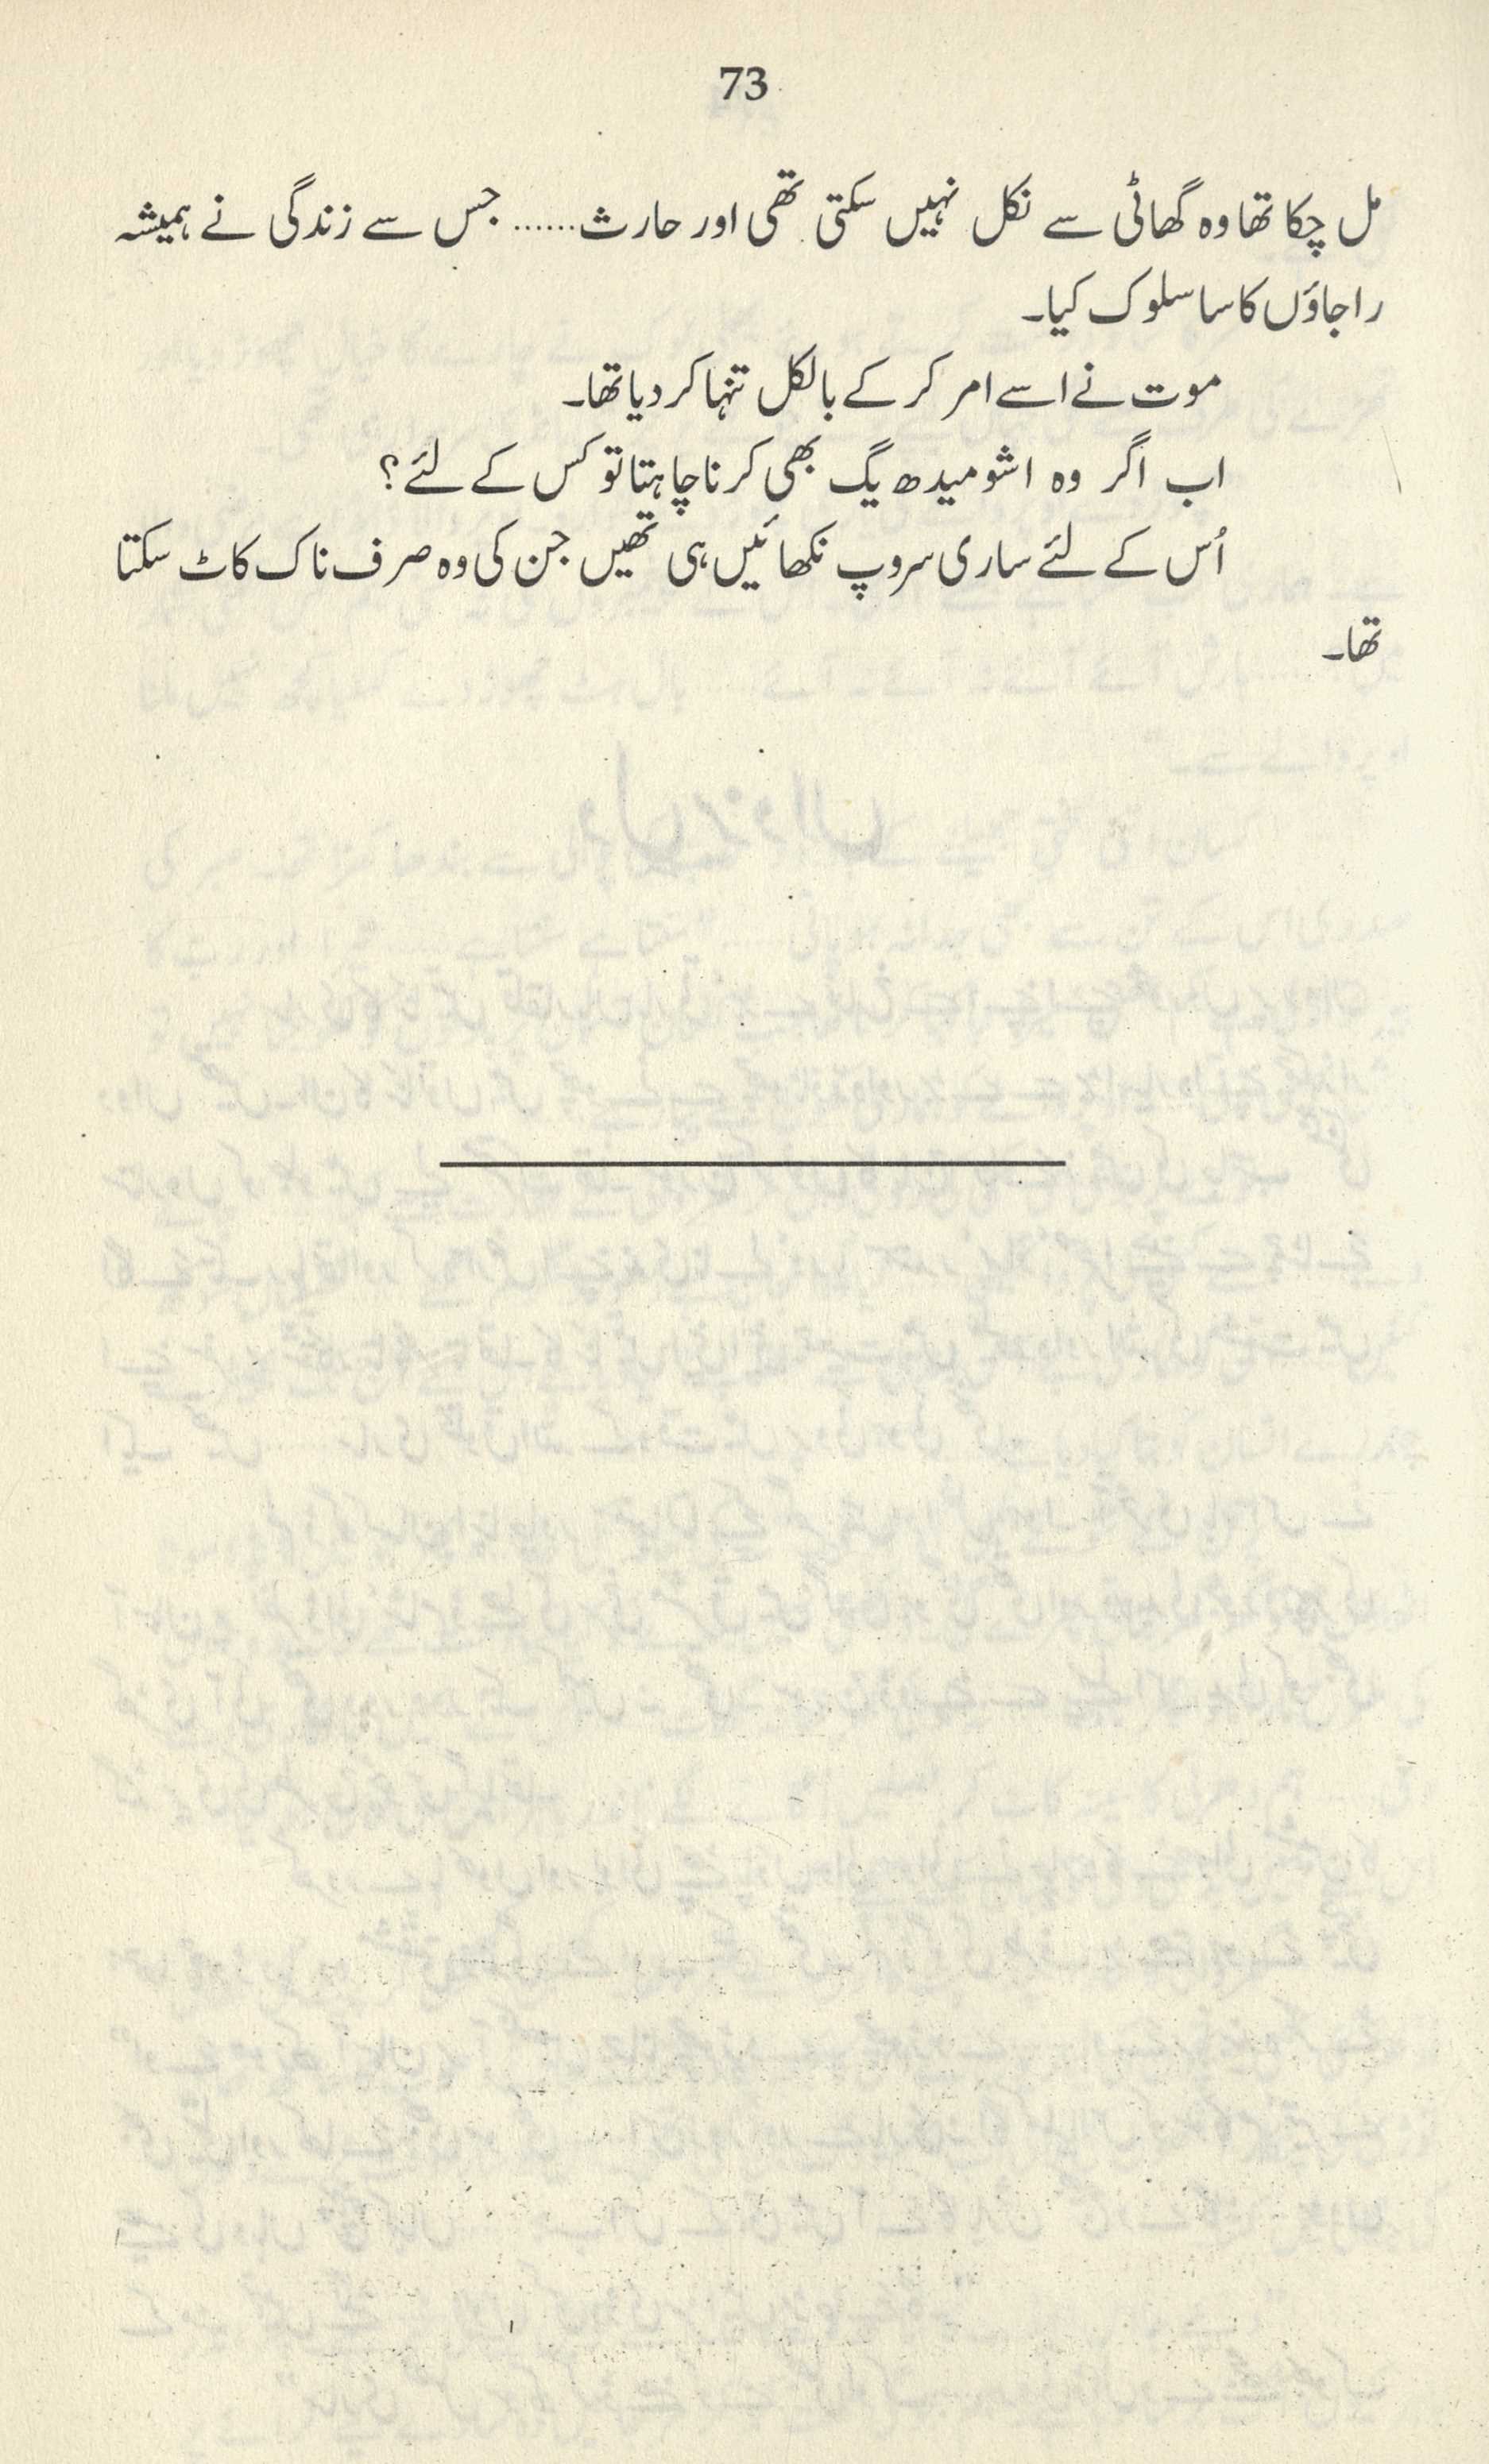 73
مل چکا تھا وہ گھاٹی سے نکل نہیں سکتی تھی اور حارث...... جس سے زندگی نے ہمیشہ
راجاؤں کا سا سلوک کیا۔
موت نے اسے امر کر کے بالکل تنہا کر دیا تھا۔
اب اگر وہ اشو میدھ یگ بھی کرنا چاہتا تو کس کے لئے؟
اُس کے لئے ساری سروپ نکھائیں ہی تھیں جن کی وہ صرف ناک کاٹ سکتا
تھا۔